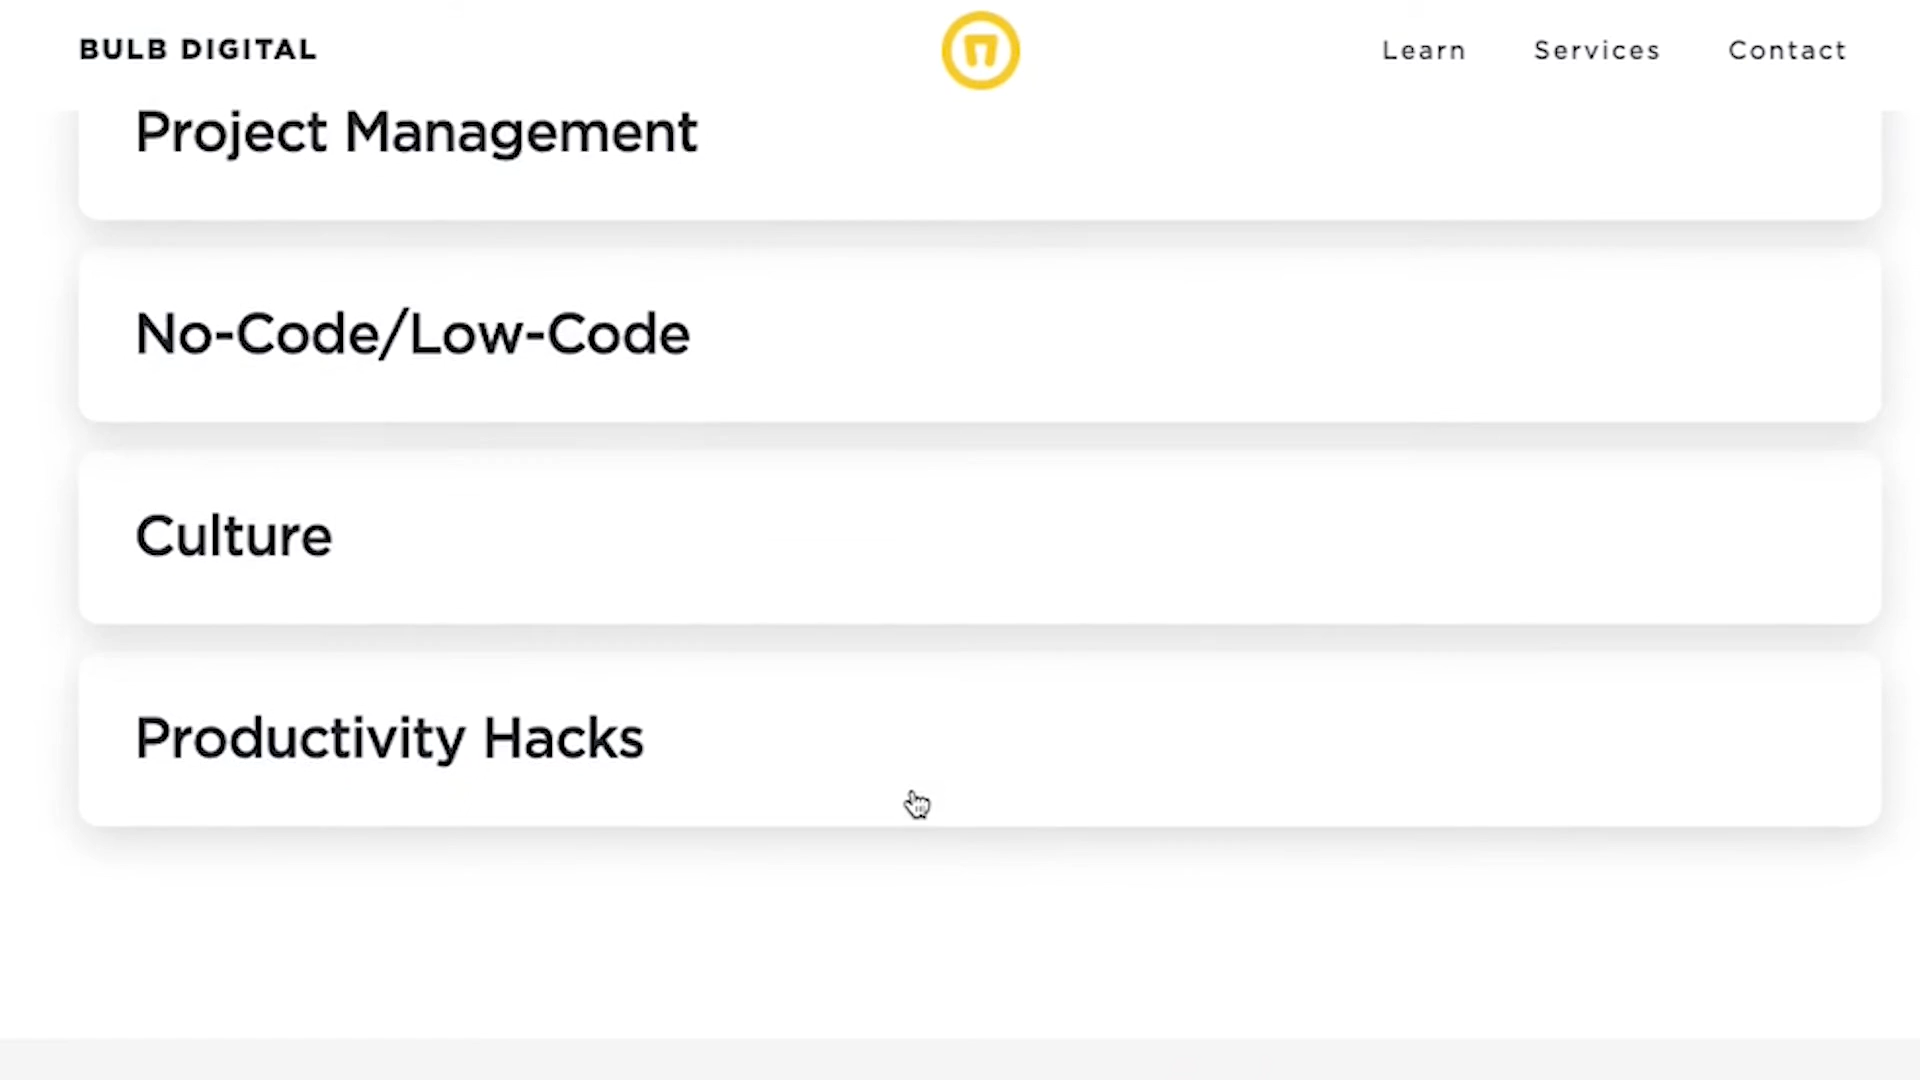 BULB DIGITAL
Learn Services Contact
Project Management
No-Code/Low-Code
Culture
Productivity Hacks